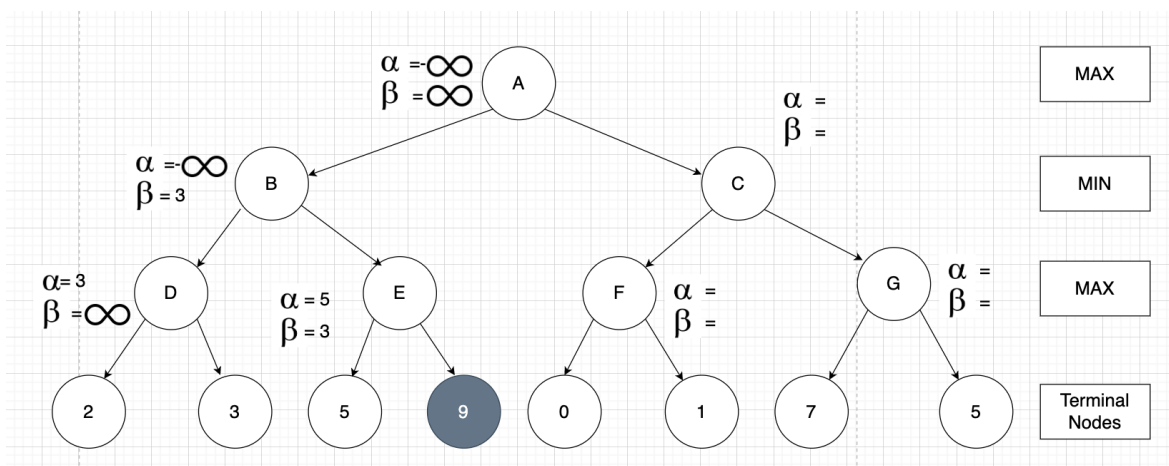 α =-∞
β =∞
A
MAX
α =
β =
α =-∞
β = 3
B
C
MIN
α= 3
β =∞
D
α = 5
β = 3
E
F
α =
β =
G
α =
β =
MAX
2
3
5
9
0
1
7
5
Terminal
Nodes